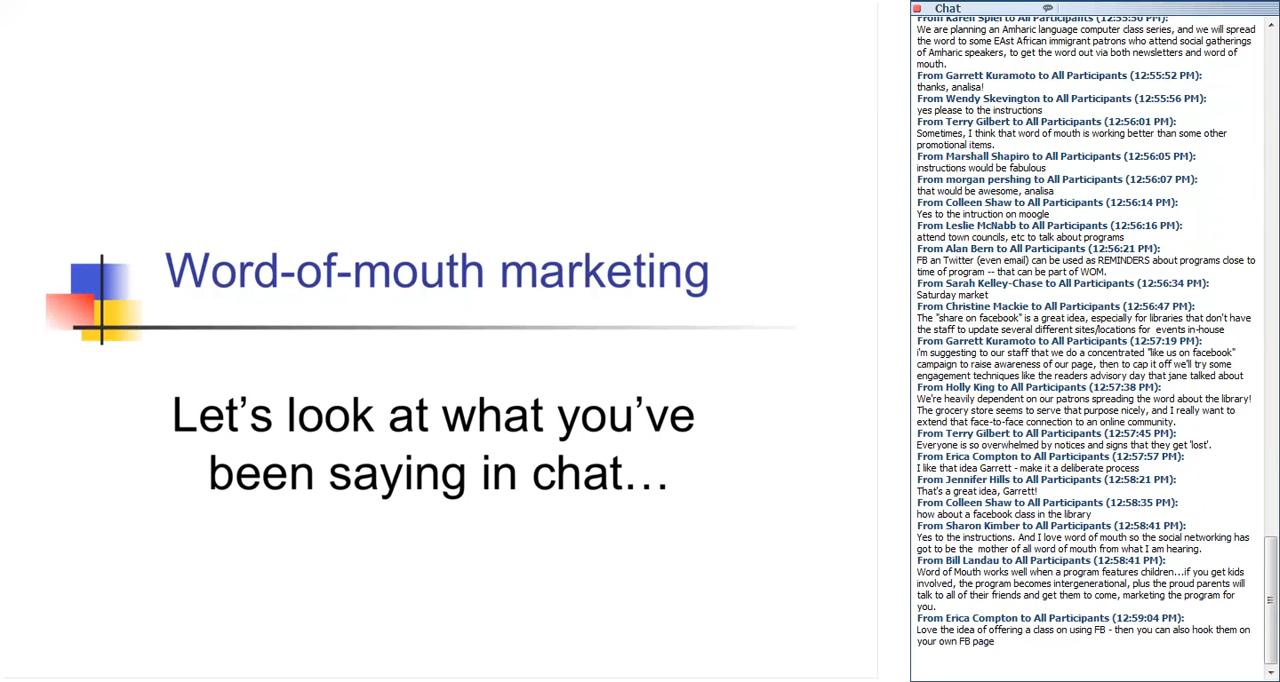 Word-of-mouth marketing
Let's look at what you've
been saying in chat…
Chat
From Karen Spiel to All Participants (12:55:50 PM):
We are planning an Amharic language computer class series, and we will spread
the word to some EAst African immigrant patrons who attend social gatherings
of Amharic speakers, to get the word out via both newsletters and word of
mouth.
From Garrett Kuramoto to All Participants (12:55:52 PM):
thanks, analisa!
From Wendy Skevington to All Participants (12:55:56 PM):
yes please to the instructions
From Terry Gilbert to All Participants (12:56:01 PM):
Sometimes, I think that word of mouth is working better than some other
promotional items.
From Marshall Shapiro to All Participants (12:56:05 PM):
instructions would be fabulous
From morgan pershing to All Participants (12:56:07 PM):
that would be awesome, analisa
From Colleen Shaw to All Participants (12:56:14 PM):
Yes to the intruction on moogle
From Leslie McNabb to All Participants (12:56:16 PM):
attend town councils, etc to talk about programs
From Alan Bern to All Participants (12:56:21 PM):
FB an Twitter (even email) can be used as REMINDERS about programs close to
time of program -- that can be part of WOM.
From Sarah Kelley-Chase to All Participants (12:56:34 PM):
Saturday market
From Christine Mackie to All Participants (12:56:47 PM):
The "share on facebook" is a great idea, especially for libraries that don't have
the staff to update several different sites/locations for events in-house
From Garrett Kuramoto to All Participants (12:57:19 PM):
i'm suggesting to our staff that we do a concentrated "like us on facebook"
campaign to raise awareness of our page, then to cap it off we'll try some
engagement techniques like the readers advisory day that jane talked about
From Holly King to All Participants (12:57:38 PM):
We're heavily dependent on our patrons spreading the word about the library!
The grocery store seems to serve that purpose nicely, and I really want to
extend that face-to-face connection to an online community.
From Terry Gilbert to All Participants (12:57:45 PM):
Everyone is so overwhelmed by notices and signs that they get 'lost'.
From Erica Compton to All Participants (12:57:57 PM):
I like that idea Garrett - make it a deliberate process
From Jennifer Hills to All Participants (12:58:21 PM):
That's a great idea, Garrett!
From Colleen Shaw to All Participants (12:58:35 PM):
how about a facebook class in the library
From Sharon Kimber to All Participants (12:58:41 PM):
Yes to the instructions. And I love word of mouth so the social networking has
got to be the mother of all word of mouth from what I am hearing.
From Bill Landau to All Participants (12:58:41 PM):
Word of Mouth works well when a program features children...if you get kids
involved, the program becomes intergenerational, plus the proud parents will
talk to all of their friends and get them to come, marketing the program for
you.
From Erica Compton to All Participants (12:59:04 PM):
Love the idea of offering a class on using FB - then you can also hook them on
your own FB page